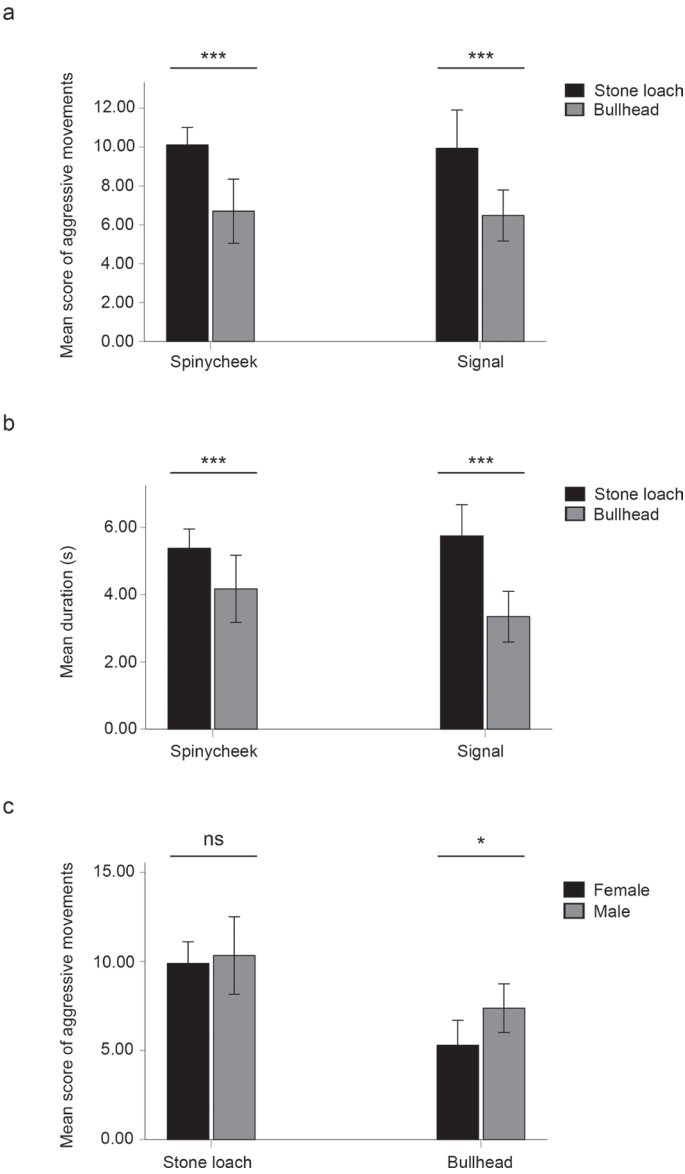 a
*** ***
Stone loach
Bullhead
Mean score of aggressive movements
12.00
10.00
8.00
6.00
4.00
2.00
0.00
Spinycheek Signal
b
*** ***
Stone loach
Bullhead
Mean duration (s)
6.00
4.00
2.00
0.00
Spinycheek Signal
c
ns *
Female
Male
Mean score of aggressive movements
15.00
10.00
5.00
0.00
Stone loach Bullhead